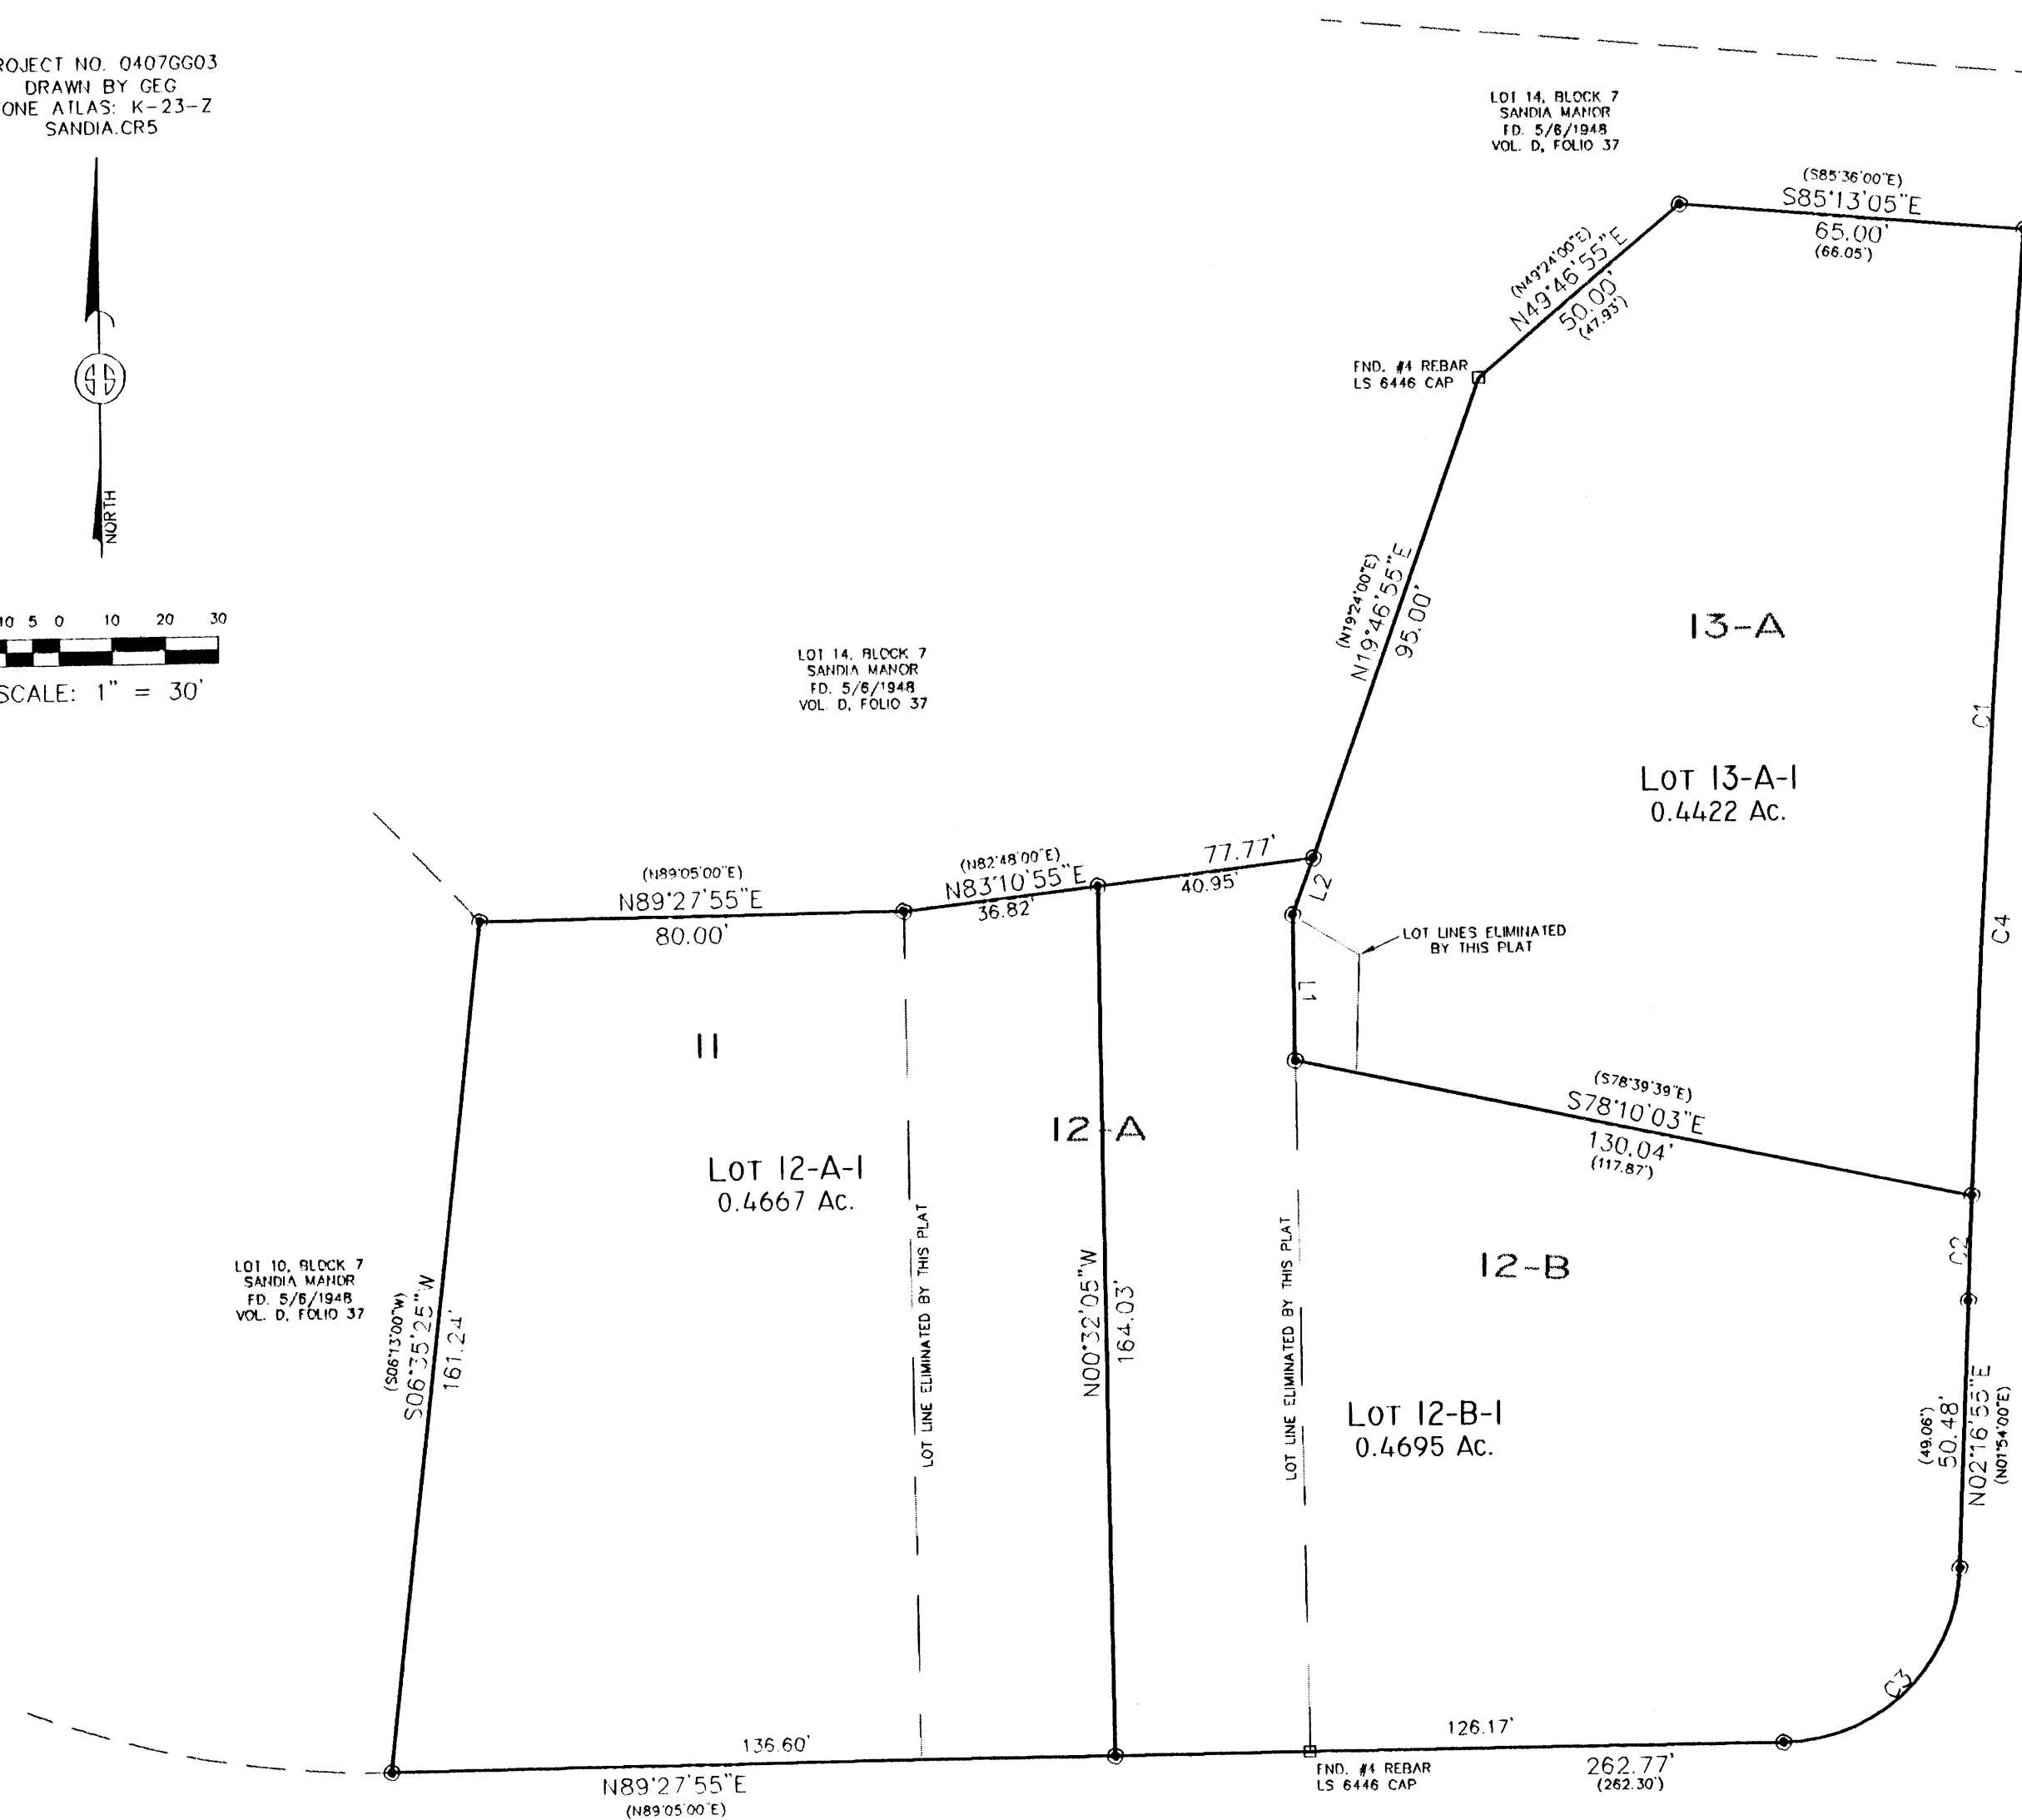 ROJECT NO. 0407GG03
DRAWN BY GEG
ONE ATLAS: K-23-Z
SANDIA.CR5
NORTH
10 5 0 10 20 30
SCALE: 1" = 30'
LOT 14, BLOCK 7
SANDIA MANOR
FD. 5/6/1948
VOL. D, FOLIO 37
(S85°36'00"E)
S85°13'05"E
65.00'
(66.05')
(N49°24'00"E)
N49°46'55"E
50.00'
(47.93')
FND. #4 REBAR
LS 6446 CAP
(N19°24'00"E)
N19°46'55"E
95.00'
13-A
C1
LOT 13-A-1
0.4422 AC.
C4
LOT 14, BLOCK 7
SANDIA MANOR
FD. 5/6/1948
VOL. D, FOLIO 37
(N89°05'00"E)
N89°27'55"E
80.00'
(N82°48'00"E)
N83°10'55"E
36.82'
77.77'
40.95'
L2
LOT LINES ELIMINATED
BY THIS PLAT
L1
11
12-A
(S78°39'39"E)
S78°10'03"E
130.04'
(117.87')
LOT 12-A-1
0.4667 AC.
LOT LINE ELIMINATED BY THIS PLAT
LOT LINE ELIMINATED BY THIS PLAT
12-B
C2
LOT 10, BLOCK 7
SANDIA MANOR
FD. 5/6/1948
VOL. D, FOLIO 37
(S06°13'00"W)
S06°35'25"W
161.24'
N00°32'05"W
164.03'
LOT 12-B-1
0.4695 AC.
(49.06')
50.48'
N02°16'55"E
(N01°54'00"E)
C3
136.60'
126.17'
N89°27'55"E
(N89°05'00"E)
FND. #4 REBAR
LS 6446 CAP
262.77'
(262.30')